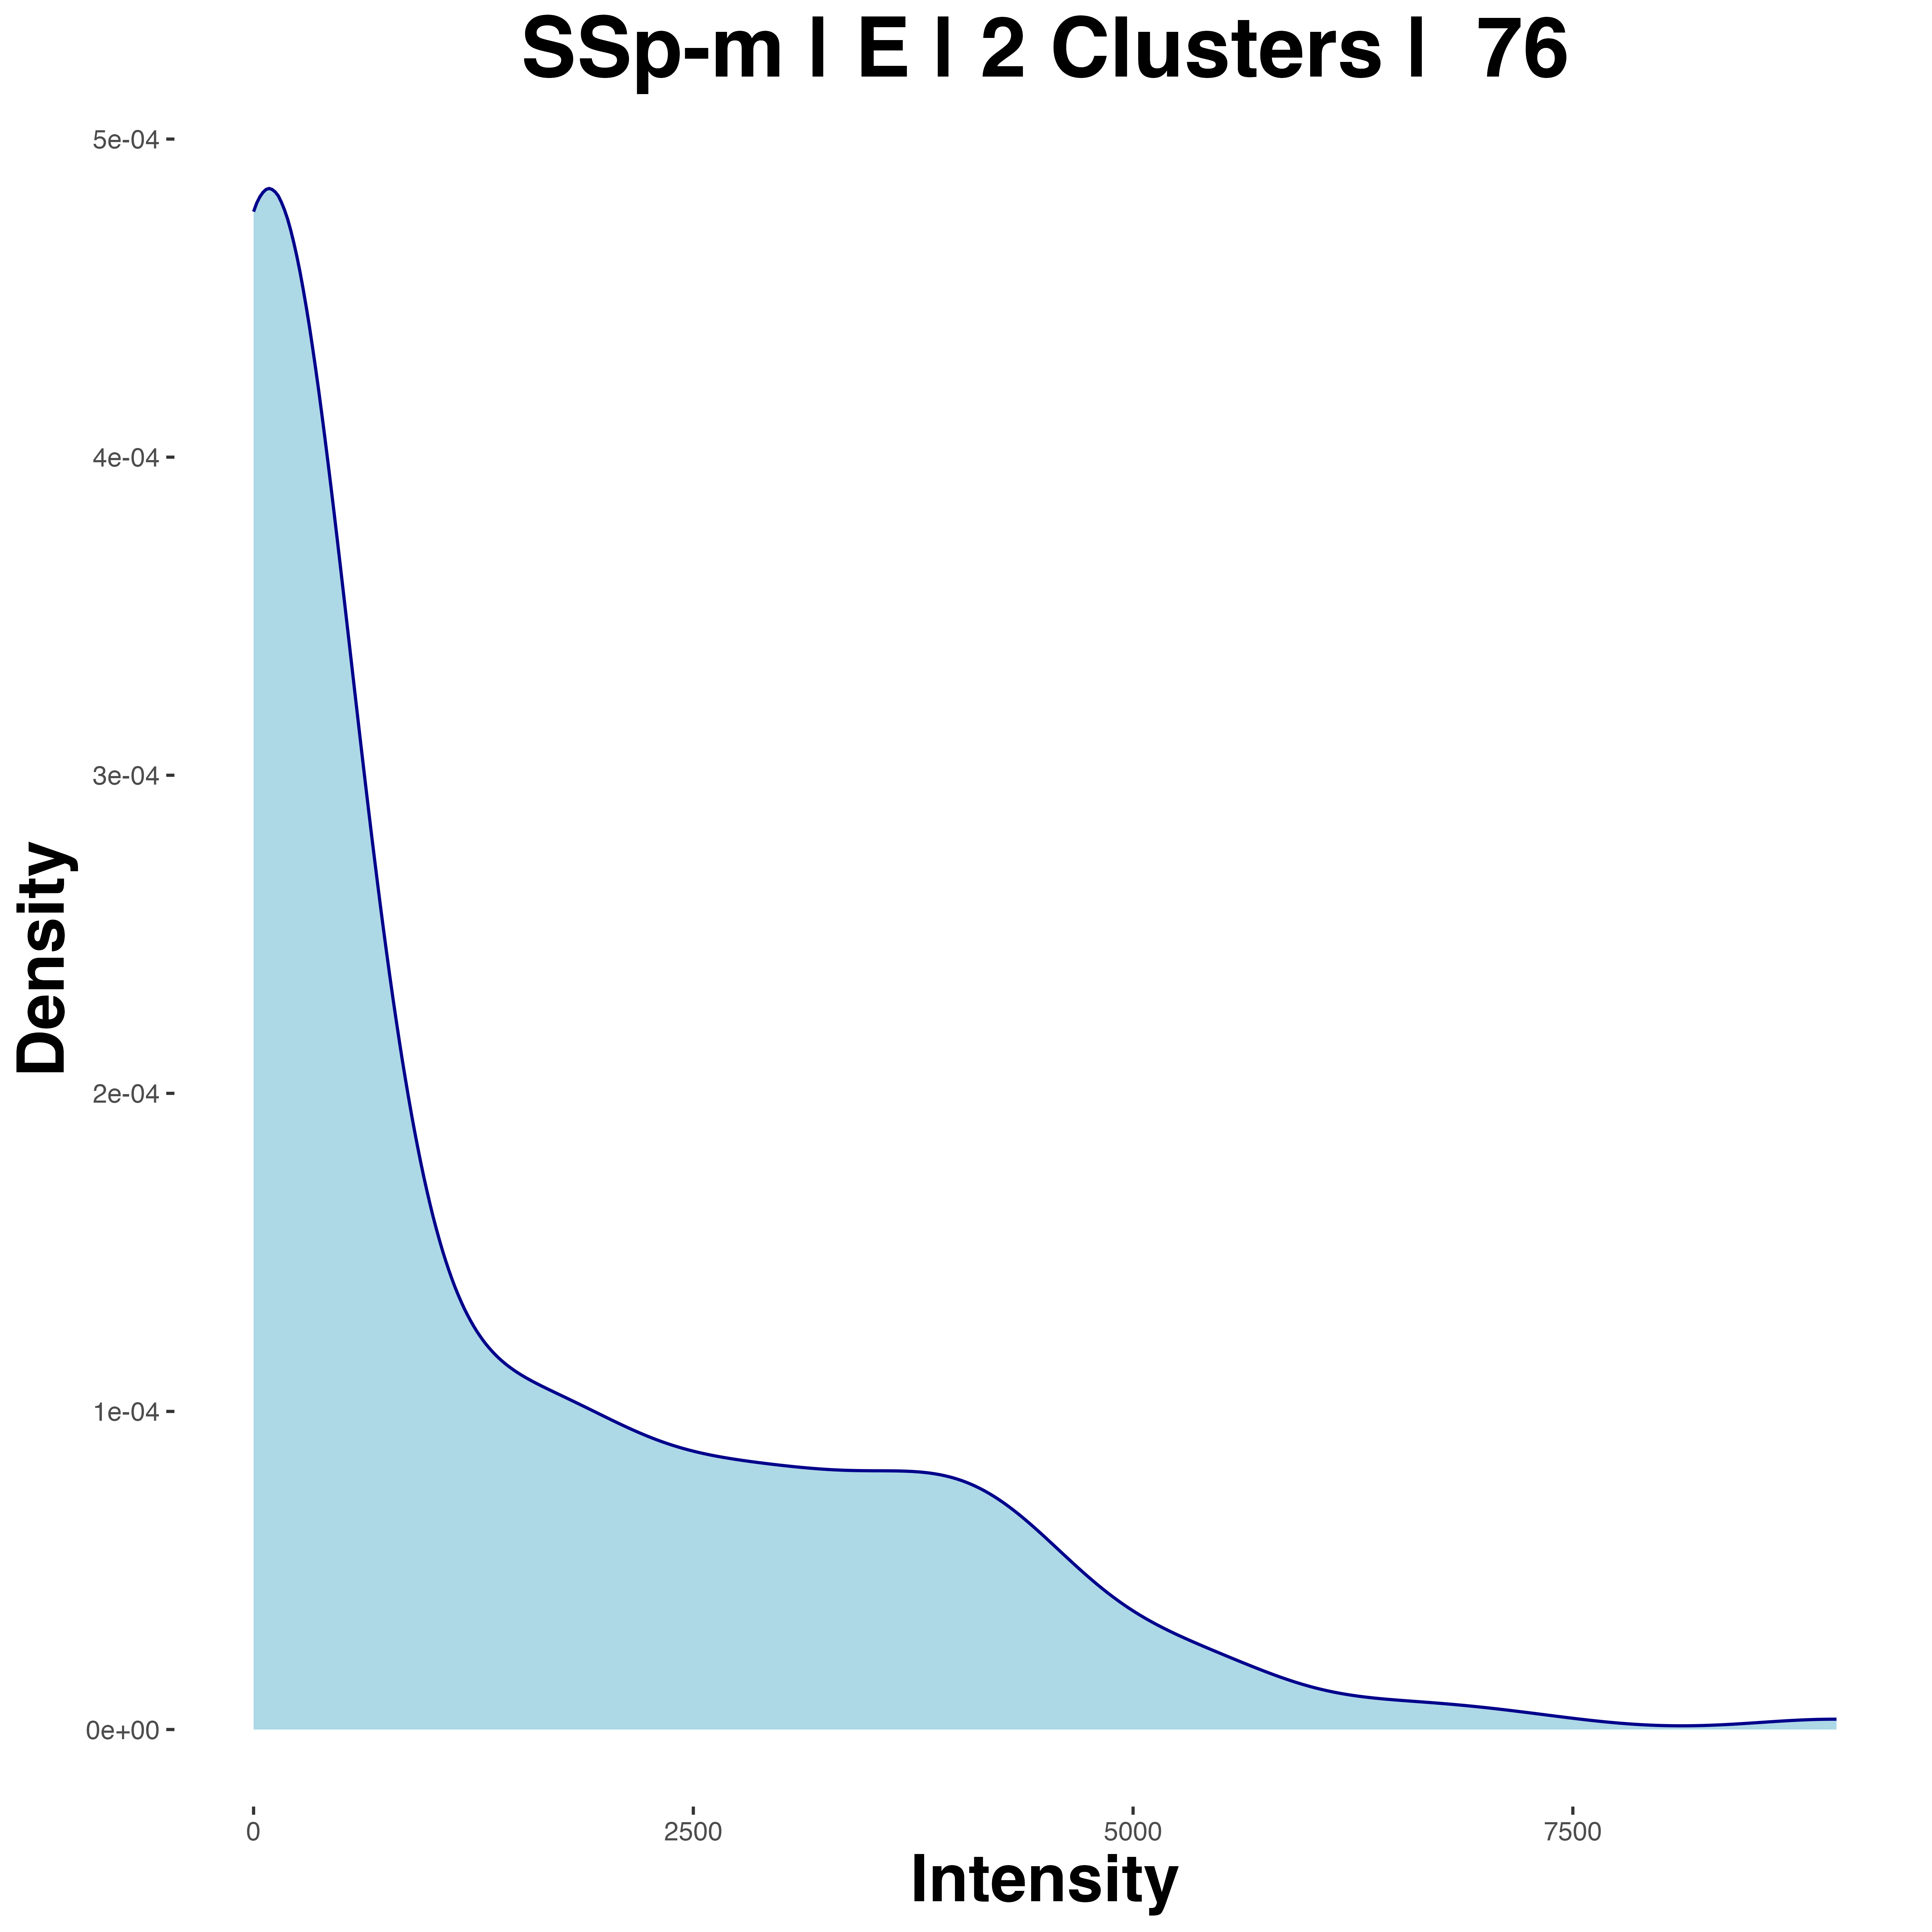 SSp-m | E | 2 Clusters | 76
5e-04
4e-04
3e-04
2e-04
1e-04
0e+00
Density
0
2500
5000
7500
Intensity